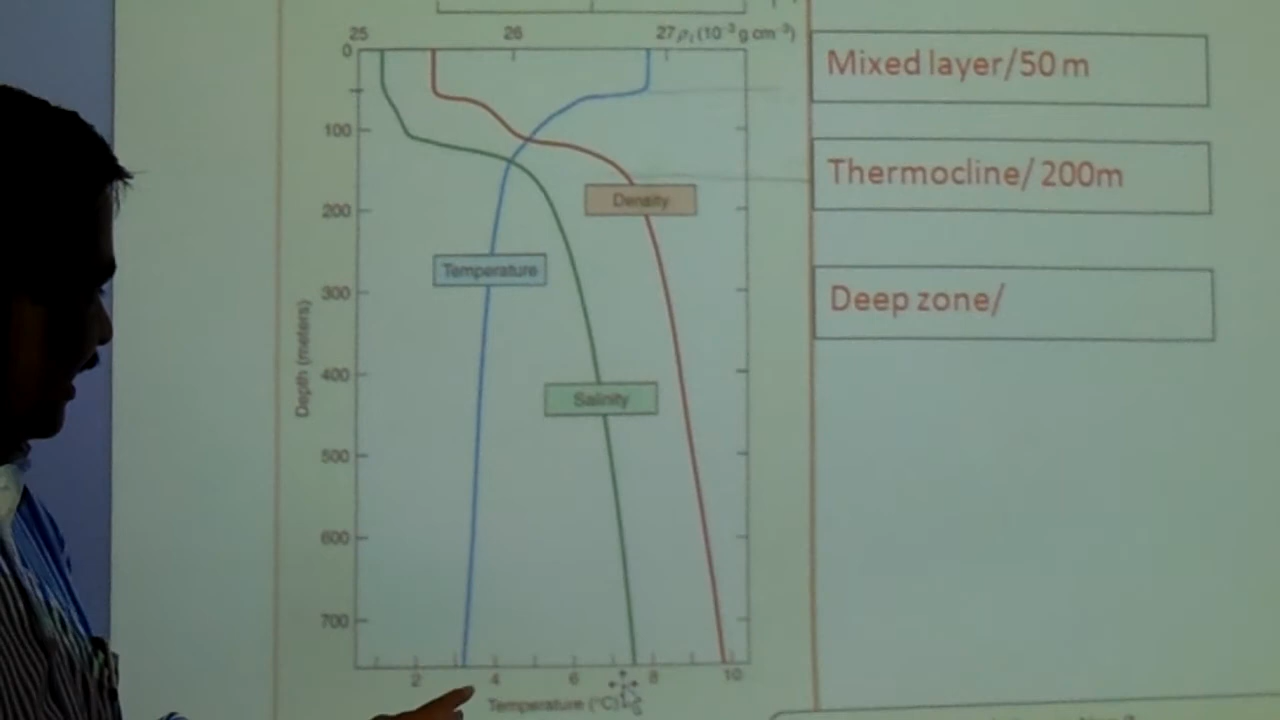 25 26 27 ρt (10⁻³ g cm⁻³)
0
100
200
300
400
500
600
700
Depth (meters)
Density
Temperature
Salinity
2 4 6 8 10
Temperature (°C)
Mixed layer/50 m
Thermocline/ 200m
Deep zone/